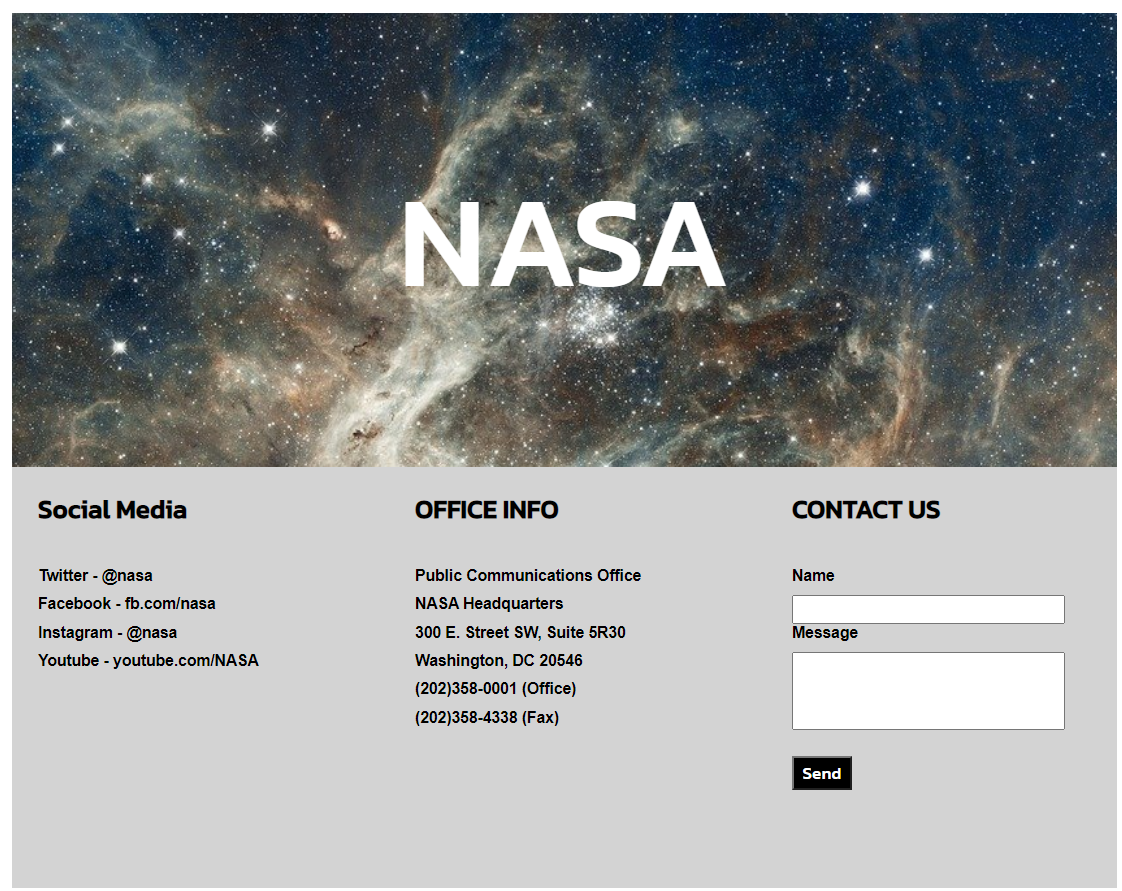 NASA
Social Media
Twitter - @nasa
Facebook - fb.com/nasa
Instagram - @nasa
Youtube - youtube.com/NASA
OFFICE INFO
Public Communications Office
NASA Headquarters
300 E. Street SW, Suite 5R30
Washington, DC 20546
(202)358-0001 (Office)
(202)358-4338 (Fax)
CONTACT US
Name
Message
Send